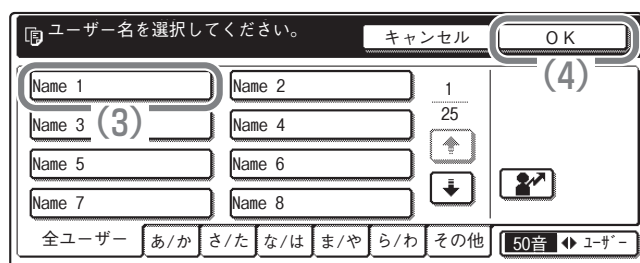 ユーザー名を選択してください。
キャンセル
OK
(4)
Name 1
Name 2
1
25
(3)
Name 3
Name 4
Name 5
Name 6
Name 7
Name 8
全ユーザー
あ/か
さ/た
な/は
ま/や
ら/わ
その他
50音
ユーザー